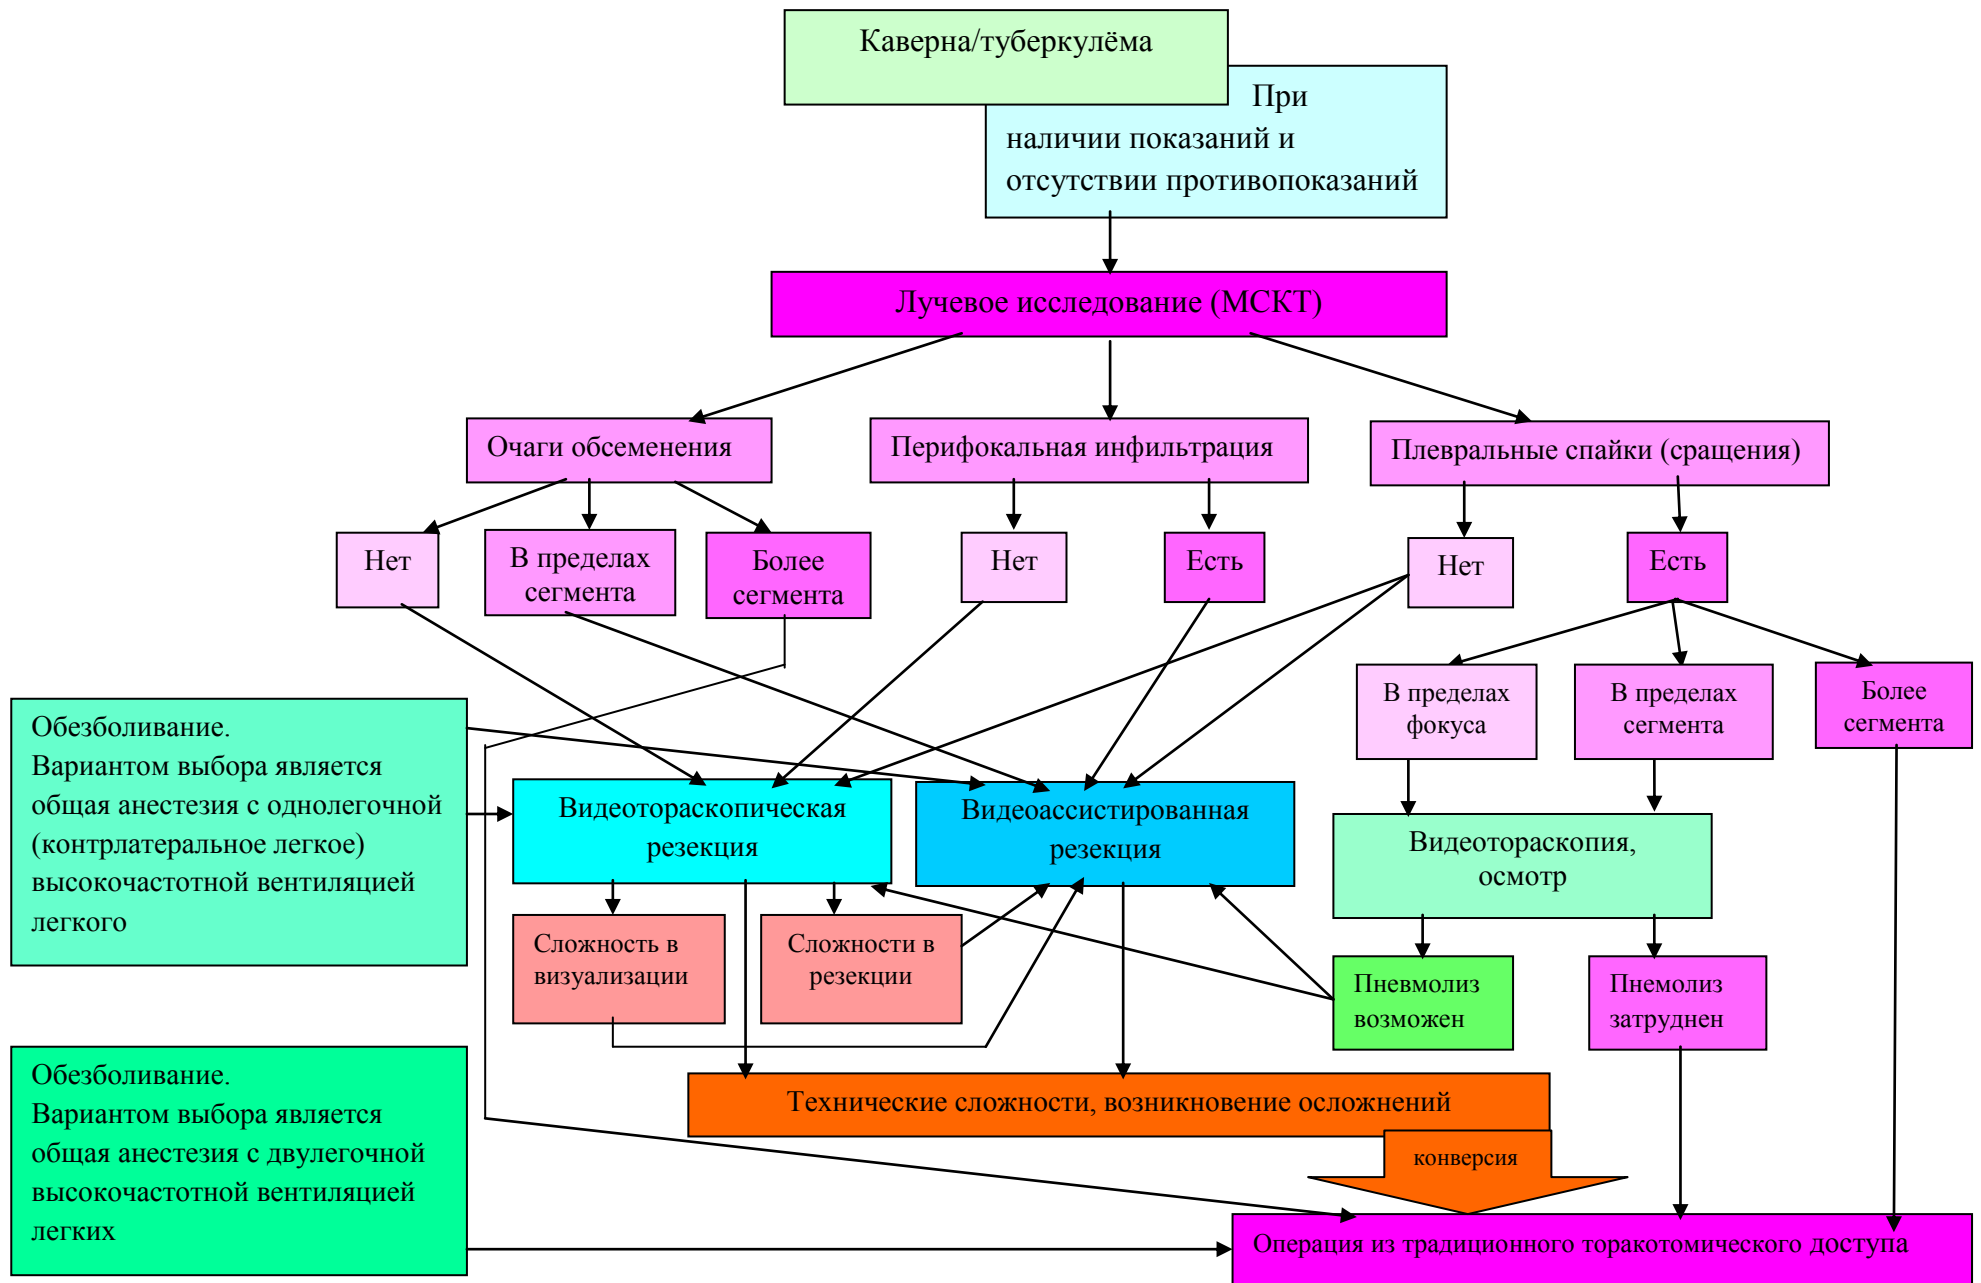 Каверна/туберкулёма
При
наличии показаний и
отсутствии противопоказаний
Лучевое исследование (МСКТ)
Очаги обсеменения
Перифокальная инфильтрация
Плевральные спайки (сращения)
Нет
В пределах
сегмента
Более
сегмента
Нет
Есть
Нет
Есть
В пределах
фокуса
В пределах
сегмента
Более
сегмента
Обезболивание.
Вариантом выбора является
общая анестезия с однолегочной
(контрлатеральное легкое)
высокочастотной вентиляцией
легкого
Видеотораскопическая
резекция
Видеоассистированная
резекция
Видеотораскопия,
осмотр
Сложность в
визуализации
Сложности в
резекции
Пневмолиз
возможен
Пнемолиз
затруднен
Обезболивание.
Вариантом выбора является
общая анестезия с двулегочной
высокочастотной вентиляцией
легких
Технические сложности, возникновение осложнений
конверсия
Операция из традиционного торакотомического доступа